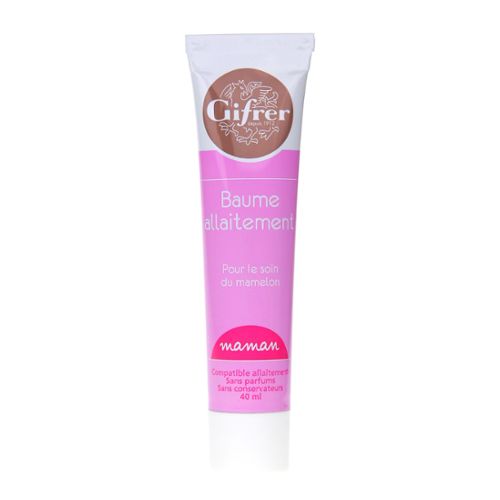 Gifrer
depuis 1912
Baume
allaitement
Pour le soin
du mamelon
maman
Compatible allaitement
Sans parfums
Sans conservateurs
40 ml